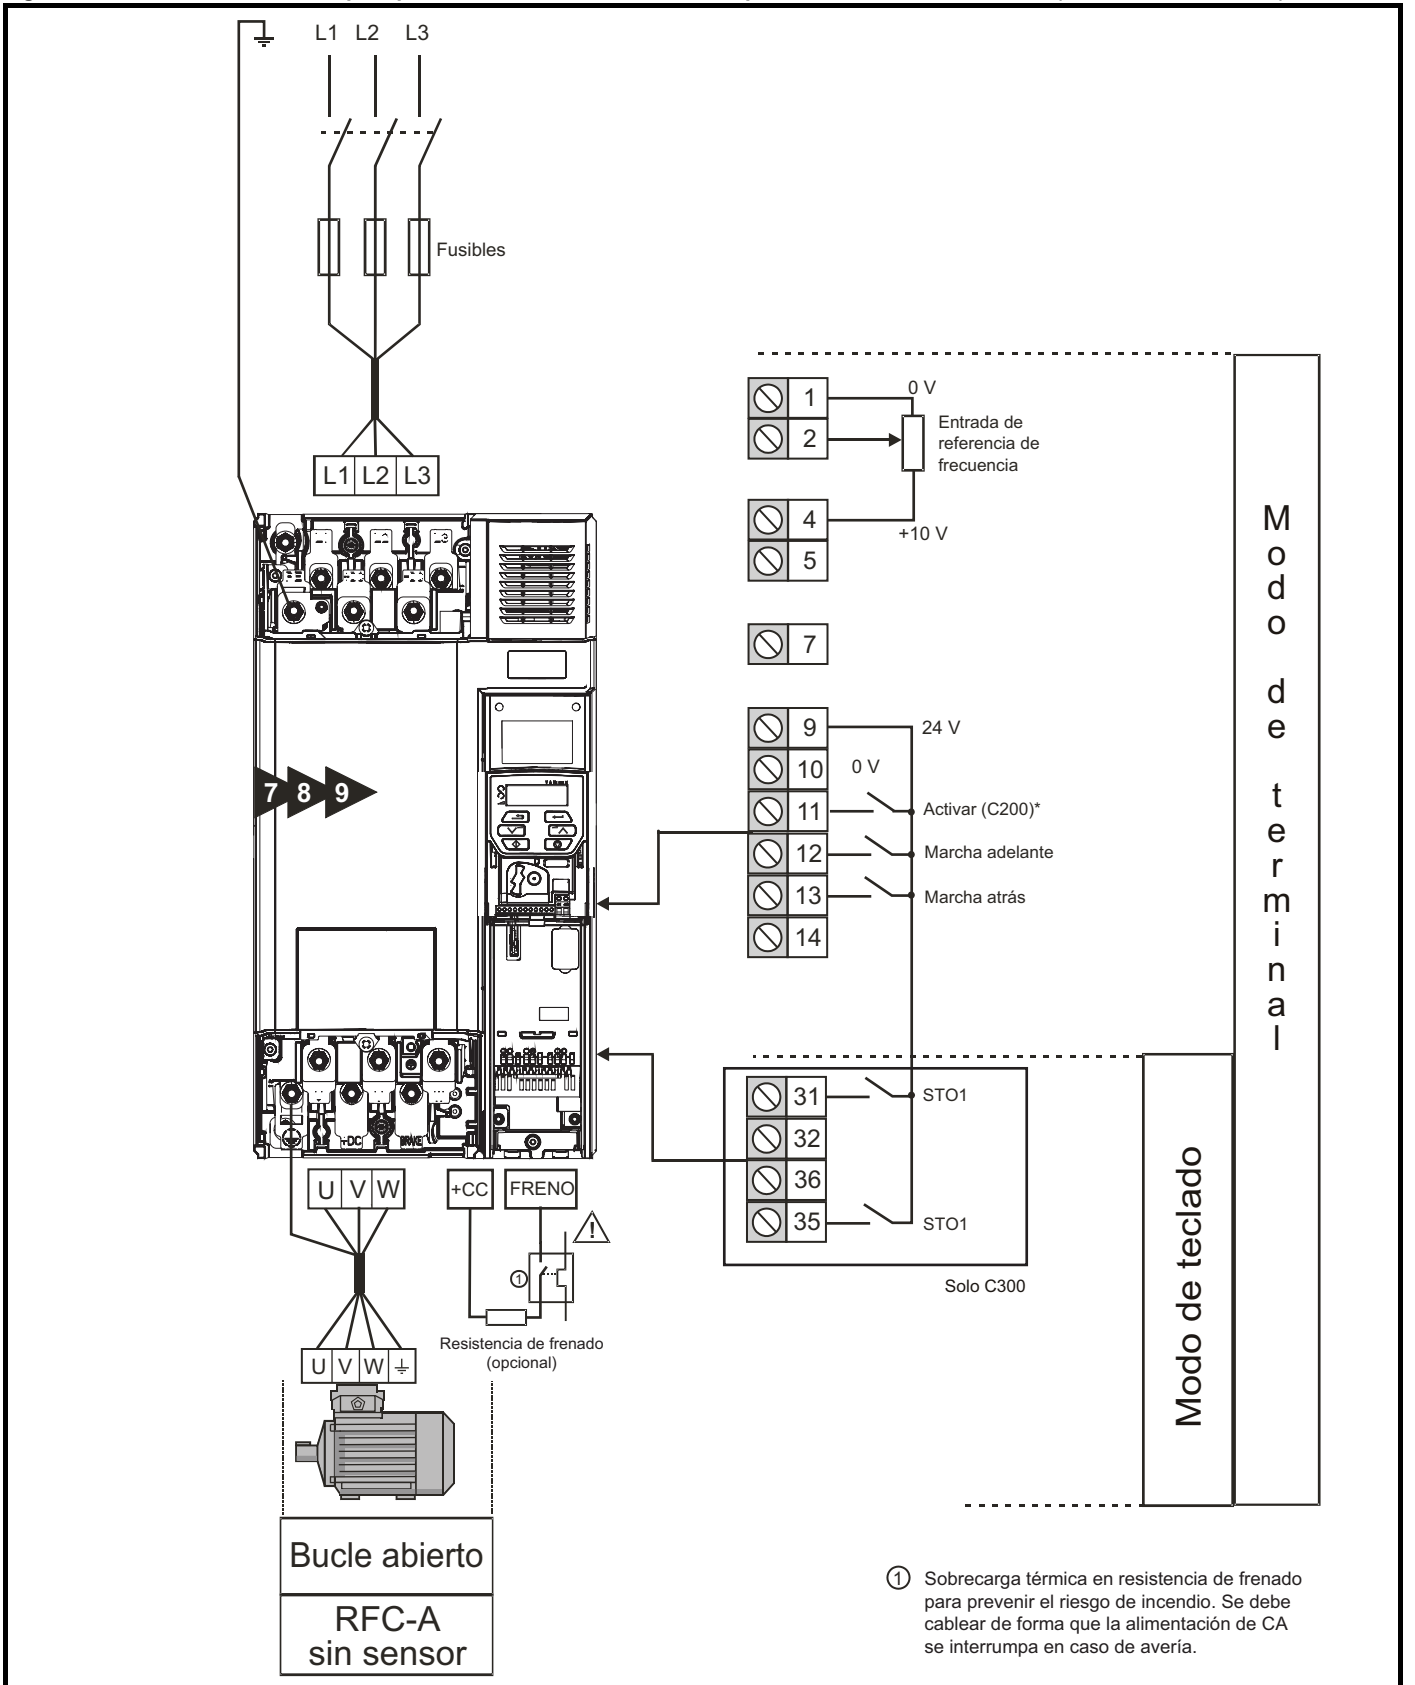 L1 L2 L3
Fusibles
L1 L2 L3
1
0 V
2
Entrada de
referencia de
frecuencia
4
+10 V
5
7
9
24 V
10
0 V
11
Activar (C200)*
12
Marcha adelante
13
Marcha atrás
14
7 8 9
31
STO1
32
36
35
STO1
Solo C300
Modo de terminal
Modo de teclado
+DC
BRAKE
U V W
+CC
FRENO
!
1
Resistencia de frenado
(opcional)
U V W
Bucle abierto
RFC-A
sin sensor
1 Sobrecarga térmica en resistencia de frenado
para prevenir el riesgo de incendio. Se debe
cablear de forma que la alimentación de CA
se interrumpa en caso de avería.